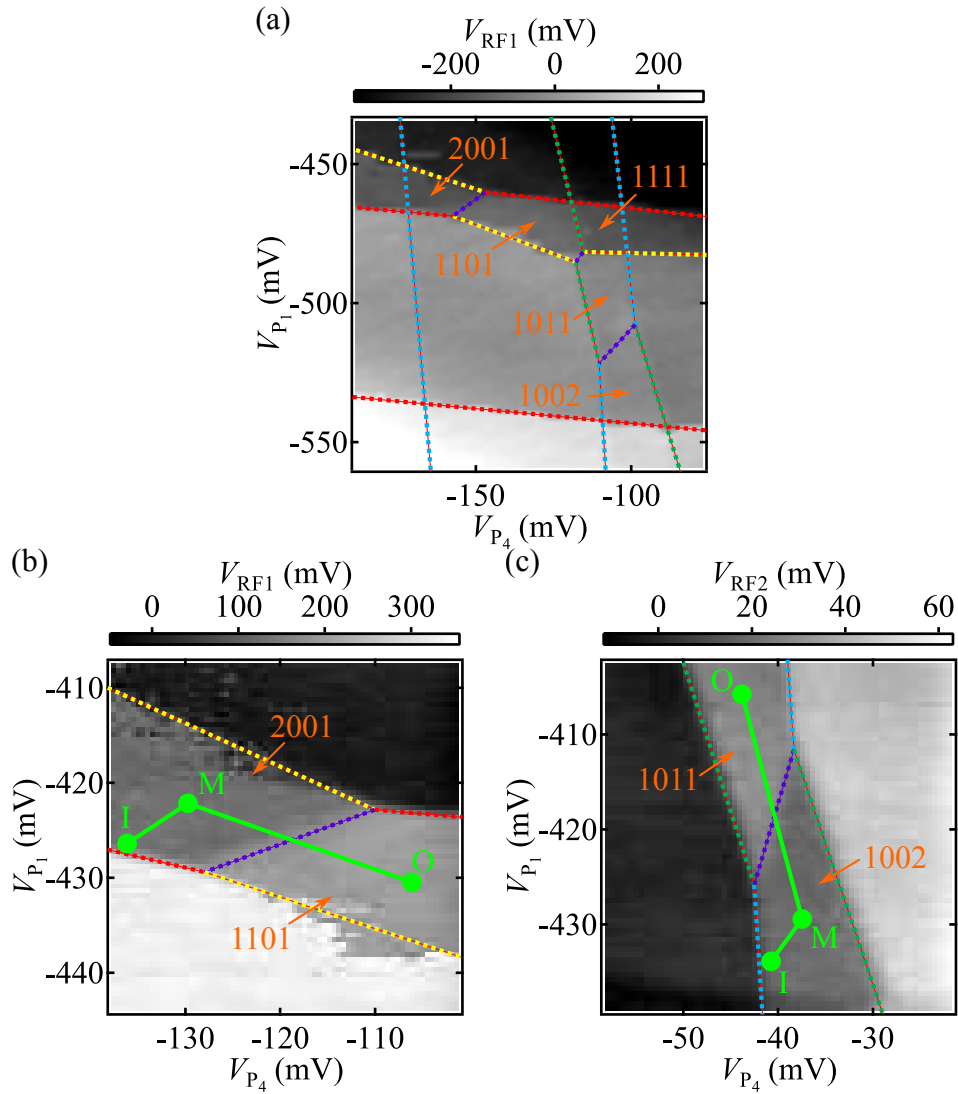 (a)
V_RF1 (mV)
-200 0 200
-450
-500
-550
V_P1 (mV)
2001
1111
1101
1011
1002
-150 -100
V_P4 (mV)
(b)
V_RF1 (mV)
0 100 200 300
-410
-420
-430
-440
V_P1 (mV)
2001
M
I
O
1101
-130 -120 -110
V_P4 (mV)
(c)
V_RF2 (mV)
0 20 40 60
-410
-420
-430
V_P1 (mV)
O
1011
1002
M
I
-50 -40 -30
V_P4 (mV)